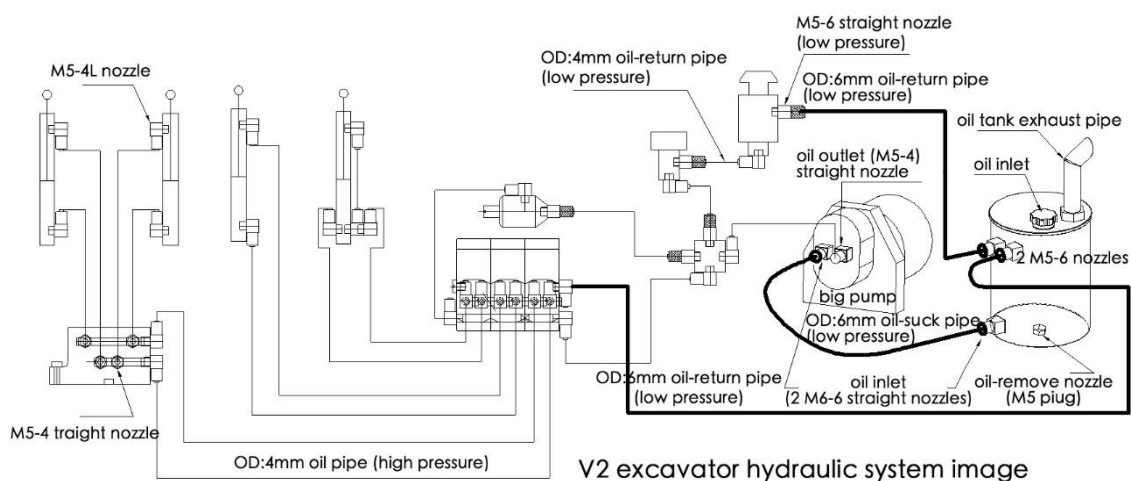 M5-6 straight nozzle
(low pressure)
OD:4mm oil-return pipe
(low pressure)
M5-4L nozzle
OD:6mm oil-return pipe
(low pressure)
oil tank exhaust pipe
oil outlet (M5-4)
straight nozzle
oil inlet
2 M5-6 nozzles
big pump
OD:6mm oil-suck pipe
(low pressure)
OD:6mm oil-return pipe
(low pressure)
oil inlet
(2 M6-6 straight nozzles)
oil-remove nozzle
(M5 piug)
M5-4 traight nozzle
OD:4mm oil pipe (high pressure)
V2 excavator hydraulic system image